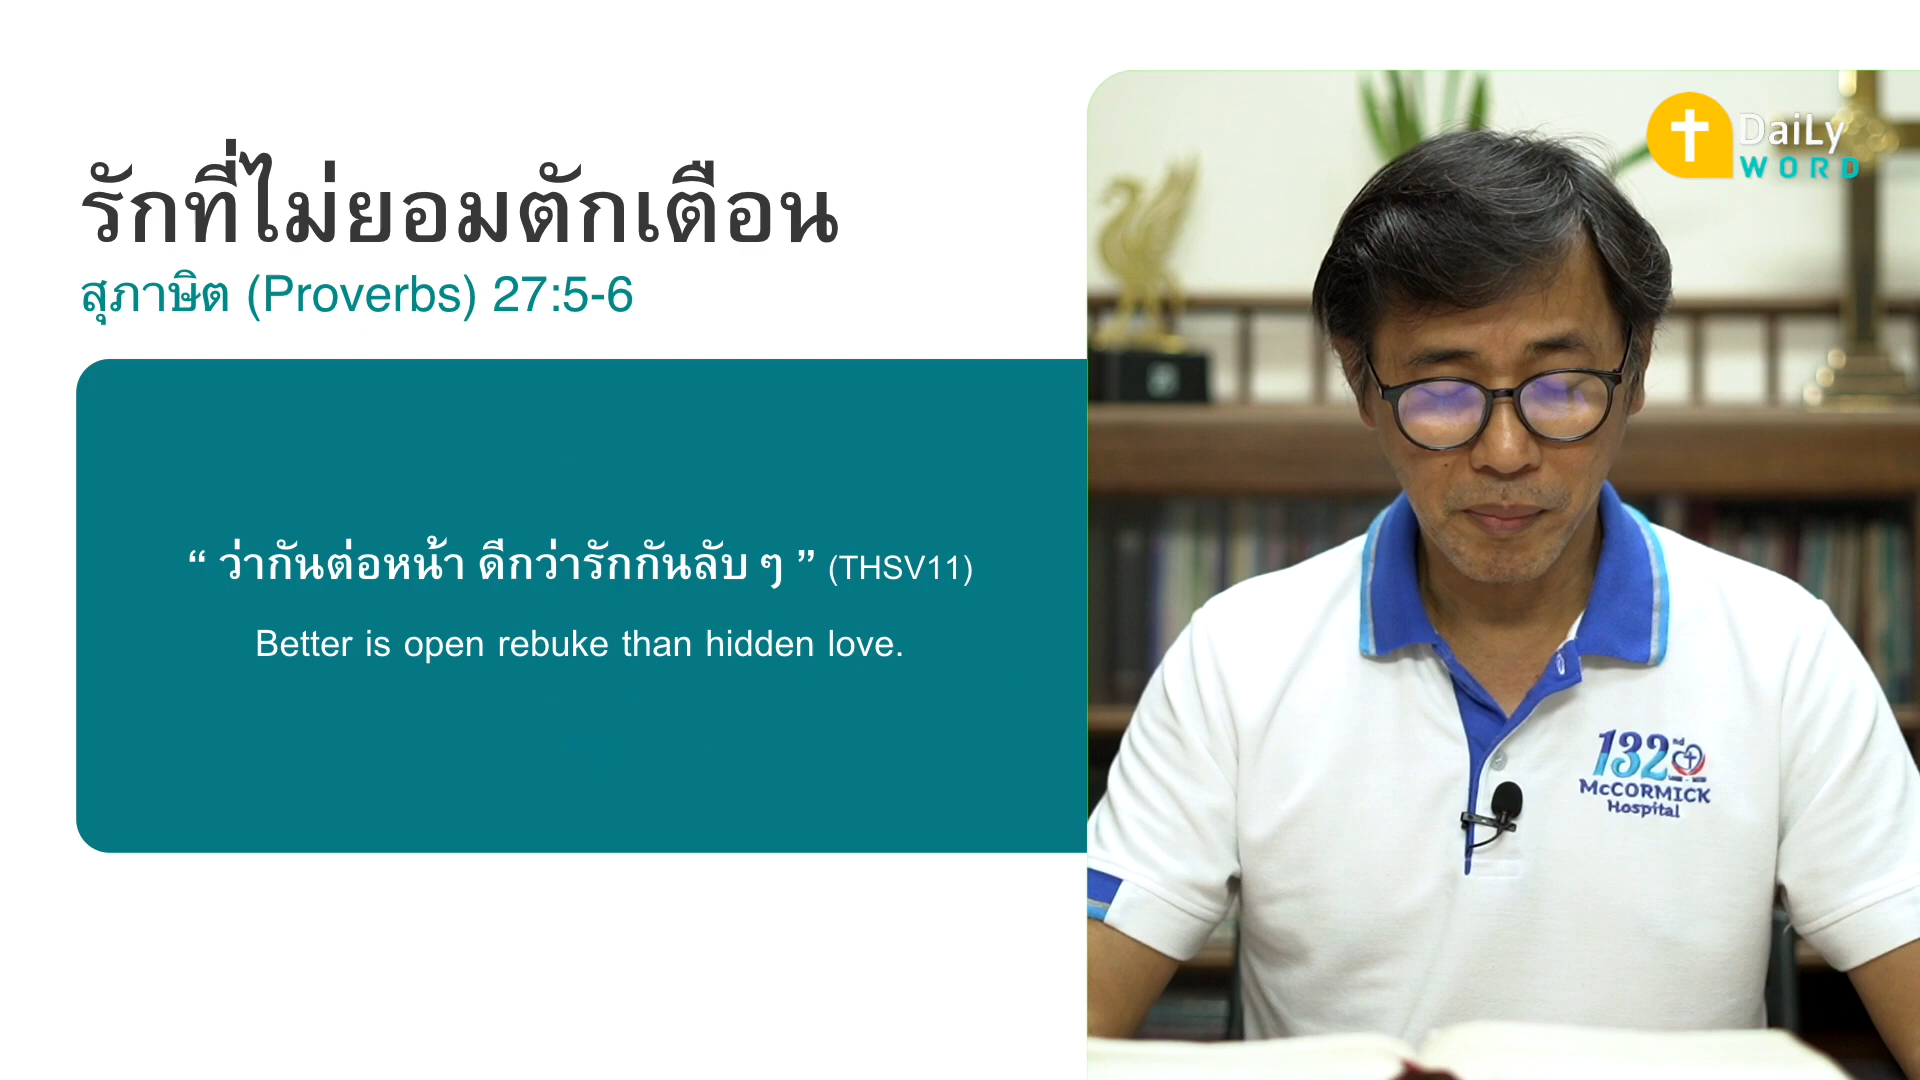 รักที่ไม่ยอมตักเตือน
สุภาษิต (Proverbs) 27:5-6
“ ว่ากันต่อหน้า ดีกว่ารักกันลับ ๆ ” (THSV11)
Better is open rebuke than hidden love.
DaiLy
WORD
132nd
McCORMICK
Hospital